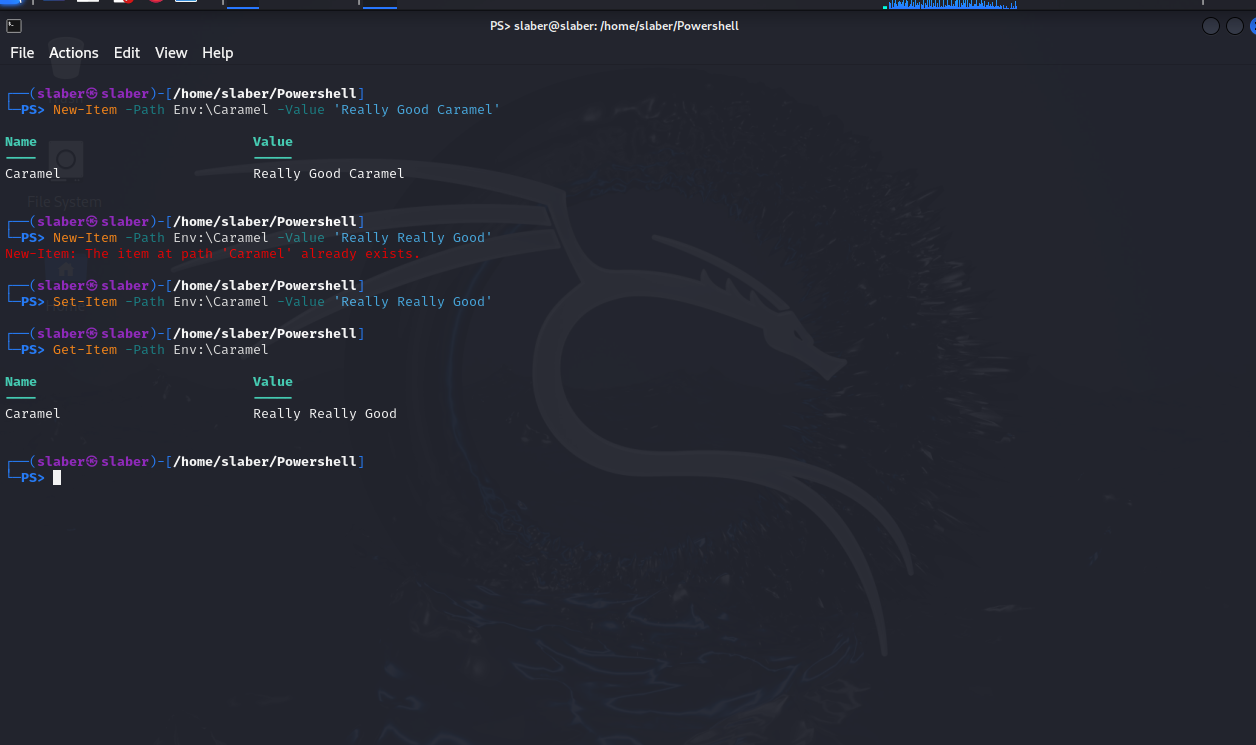 PS> slaber@slaber: /home/slaber/Powershell
File Actions Edit View Help
┌──(slaber㉿slaber)-[/home/slaber/Powershell]
└─PS> New-Item -Path Env:\Caramel -Value 'Really Good Caramel'
Name Value
---- -----
Caramel Really Good Caramel
File System
┌──(slaber㉿slaber)-[/home/slaber/Powershell]
└─PS> New-Item -Path Env:\Caramel -Value 'Really Really Good'
New-Item: The item at path 'Caramel' already exists.
┌──(slaber㉿slaber)-[/home/slaber/Powershell]
└─PS> Set-Item -Path Env:\Caramel -Value 'Really Really Good'
Home
┌──(slaber㉿slaber)-[/home/slaber/Powershell]
└─PS> Get-Item -Path Env:\Caramel
Name Value
---- -----
Caramel Really Really Good
┌──(slaber㉿slaber)-[/home/slaber/Powershell]
└─PS>